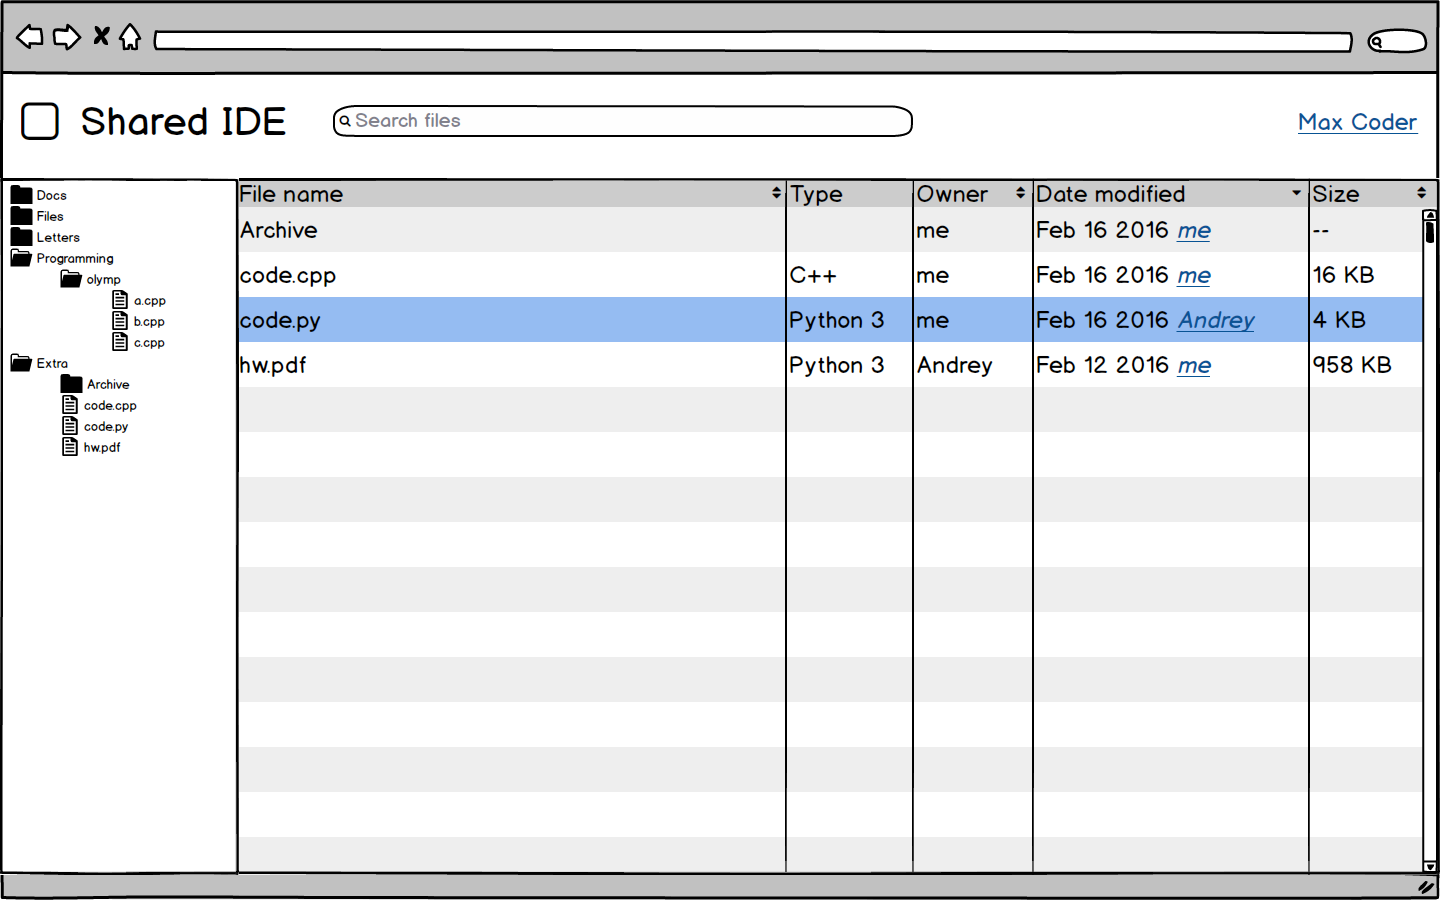 Shared IDE
Search files
Max Coder
Docs
Files
Letters
Programming
olymp
a.cpp
b.cpp
c.cpp
Extra
Archive
code.cpp
code.py
hw.pdf
File name Type Owner Date modified Size
Archive me Feb 16 2016 me --
code.cpp C++ me Feb 16 2016 me 16 KB
code.py Python 3 me Feb 16 2016 Andrey 4 KB
hw.pdf Python 3 Andrey Feb 12 2016 me 958 KB